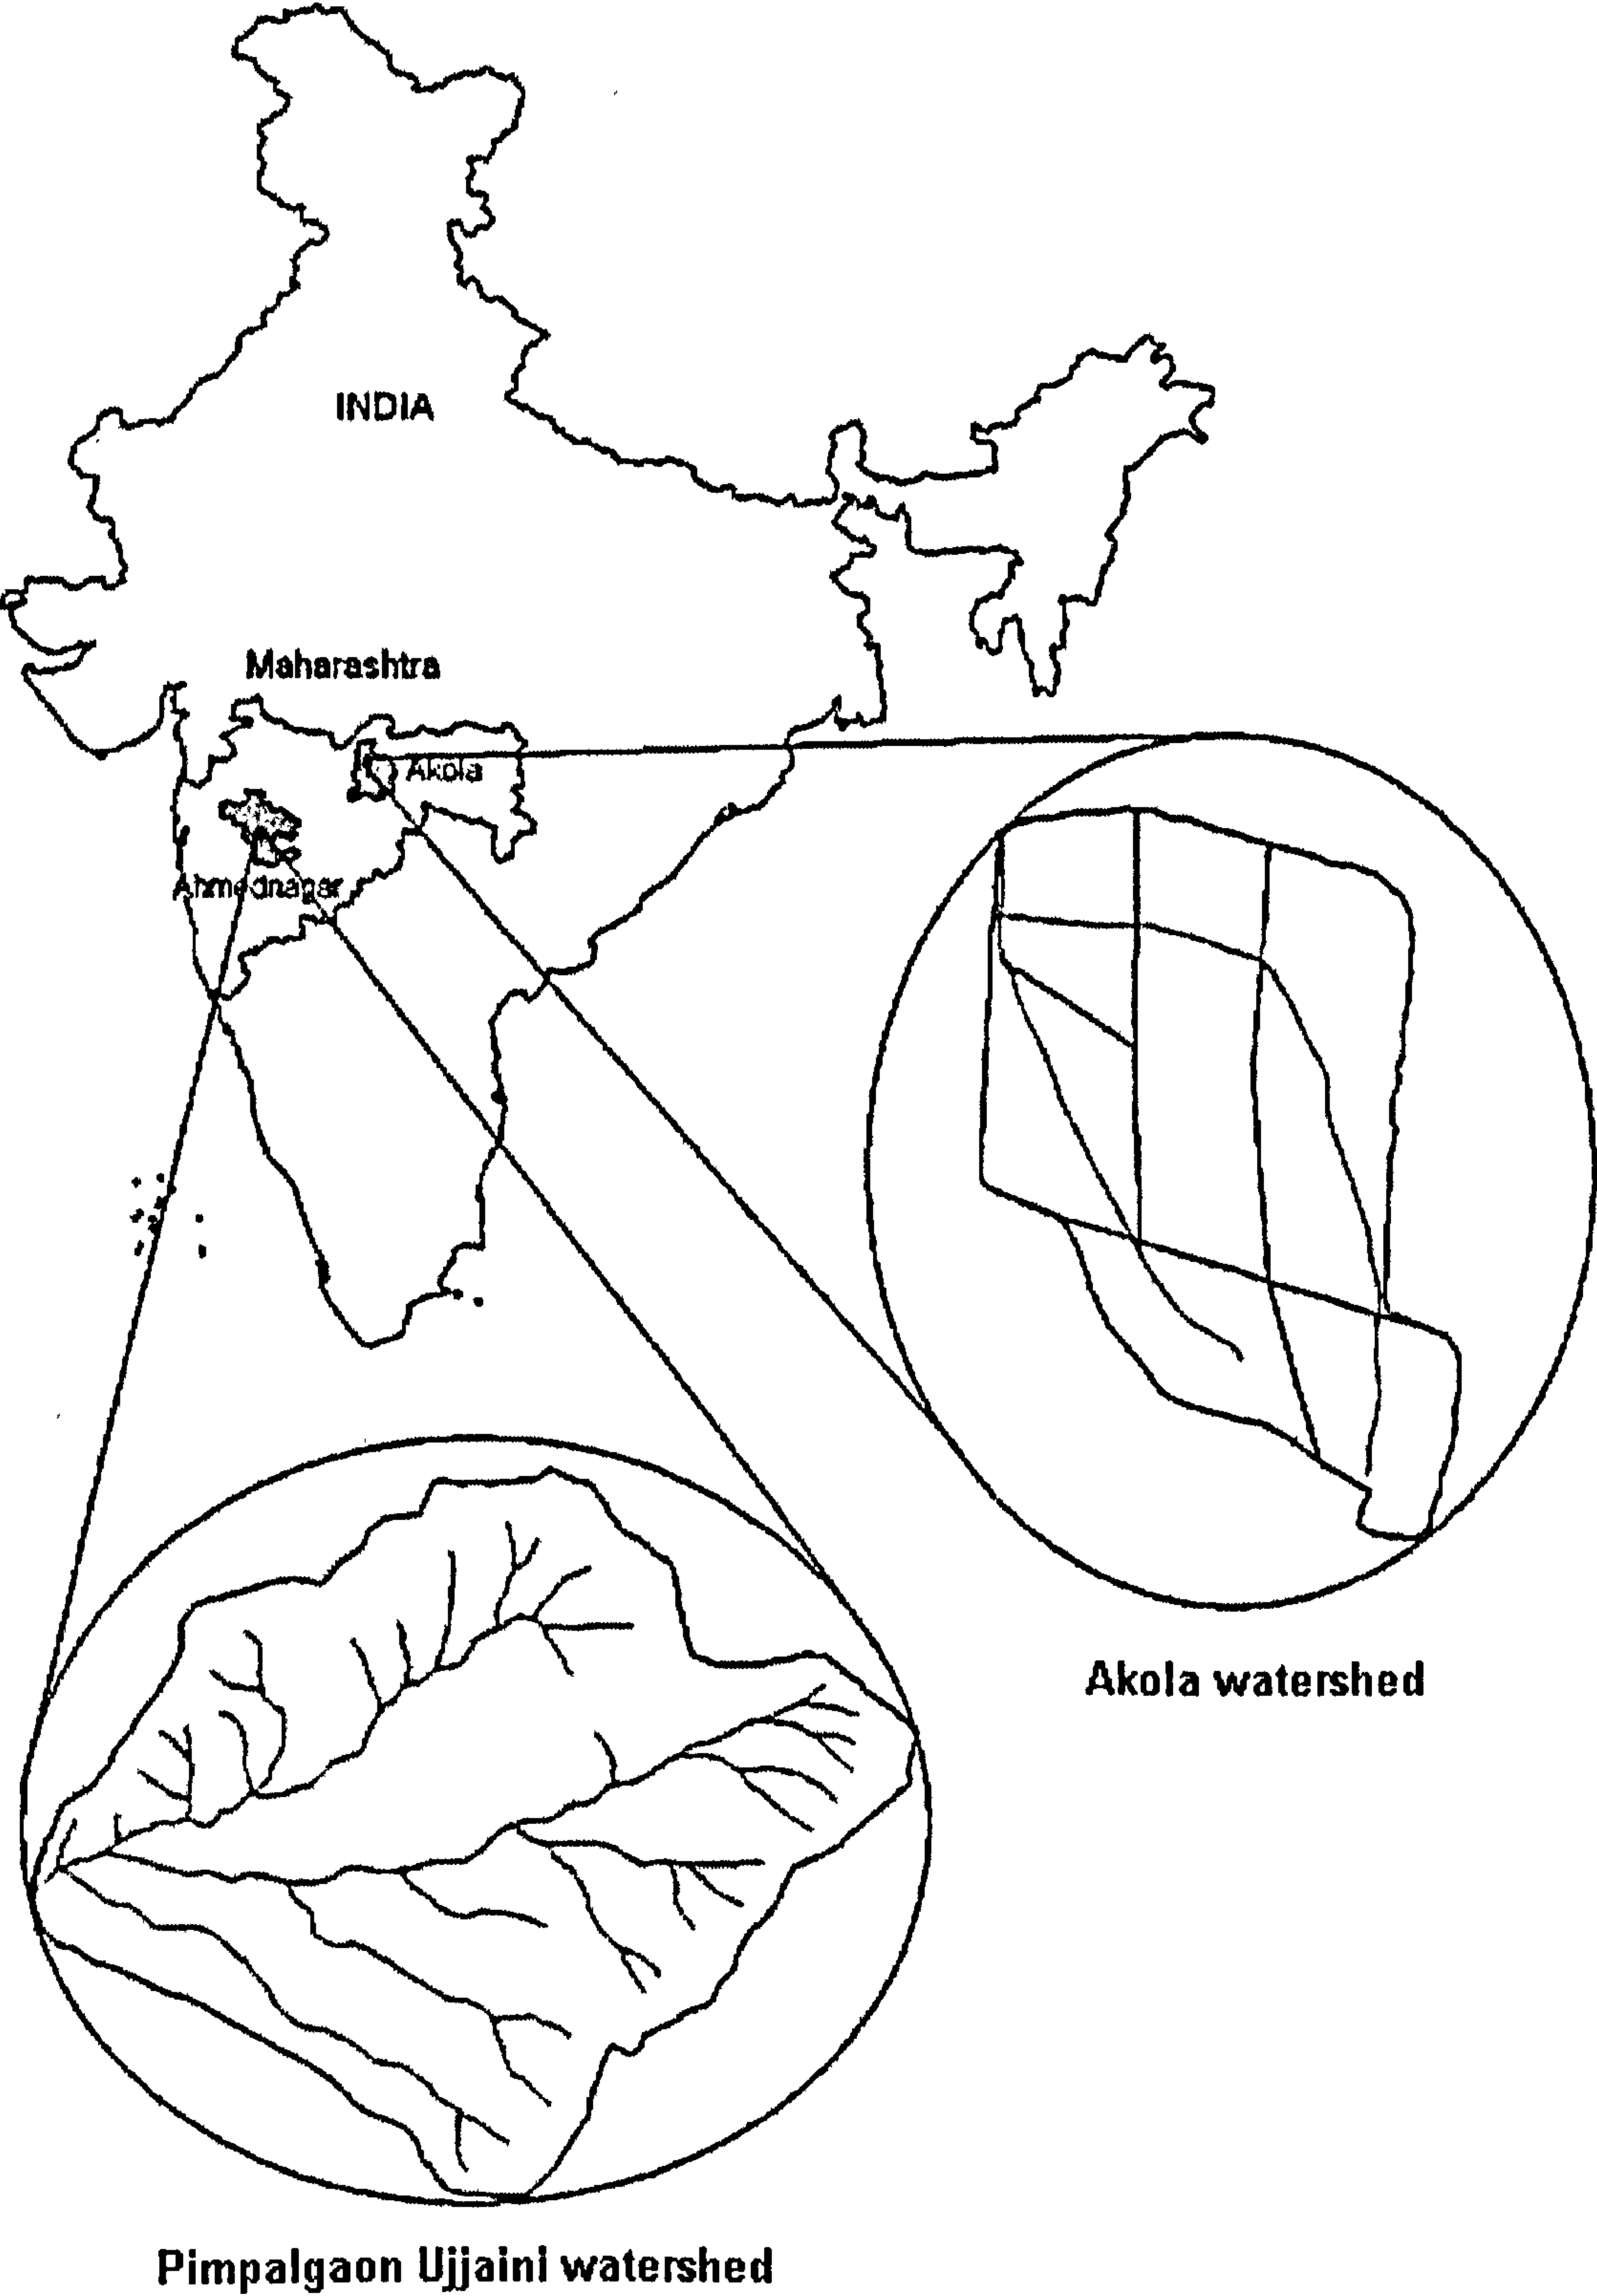 INDIA
Maharashtra
Akola
Ahmednagar
Akola watershed
Pimpalgaon Ujjaini watershed